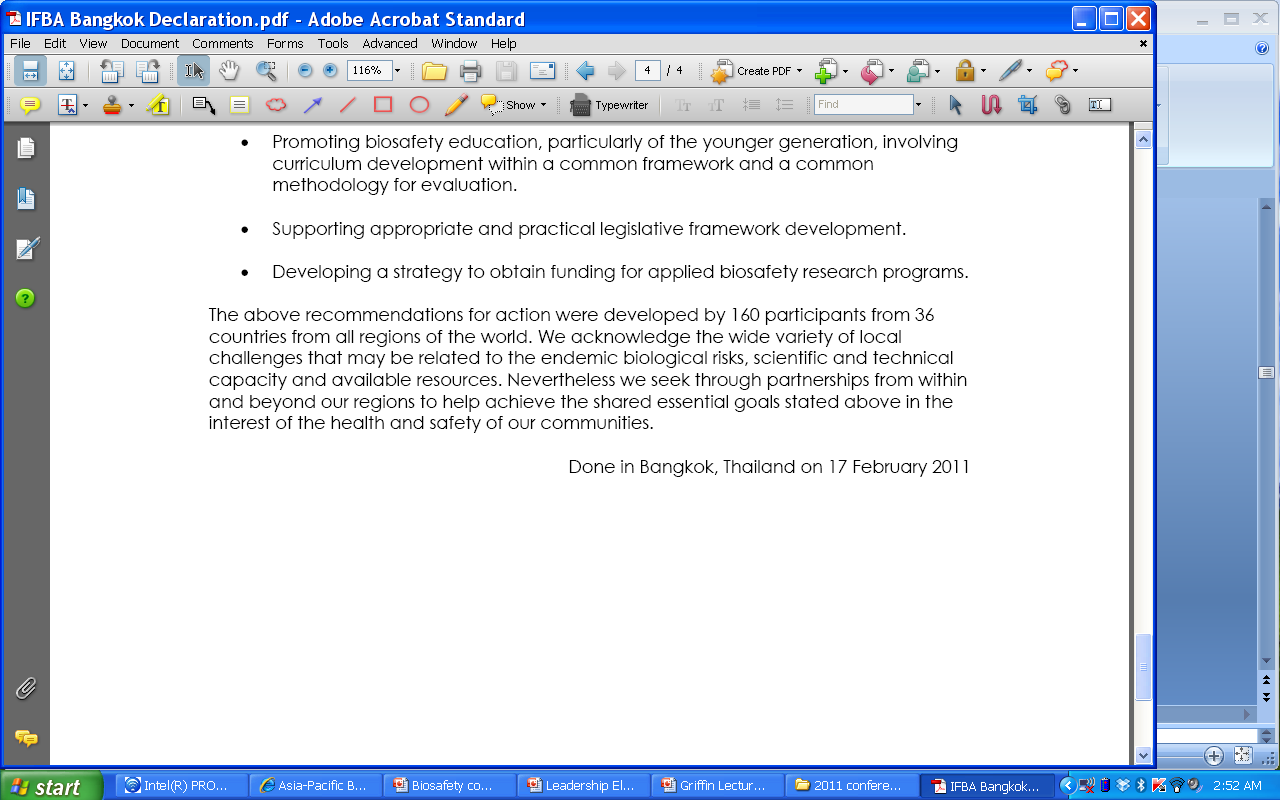 IFBA Bangkok Declaration.pdf - Adobe Acrobat Standard
File Edit View Document Comments Forms Tools Advanced Window Help
116% 4 / 4 Create PDF
Show Typewriter Find
• Promoting biosafety education, particularly of the younger generation, involving
curriculum development within a common framework and a common
methodology for evaluation.
• Supporting appropriate and practical legislative framework development.
• Developing a strategy to obtain funding for applied biosafety research programs.
The above recommendations for action were developed by 160 participants from 36
countries from all regions of the world. We acknowledge the wide variety of local
challenges that may be related to the endemic biological risks, scientific and technical
capacity and available resources. Nevertheless we seek through partnerships from within
and beyond our regions to help achieve the shared essential goals stated above in the
interest of the health and safety of our communities.
Done in Bangkok, Thailand on 17 February 2011
start Intel(R) PRO... Asia-Pacific B... Biosafety co... Leadership El... Griffin Lectur... 2011 confere... IFBA Bangkok... 2:52 AM